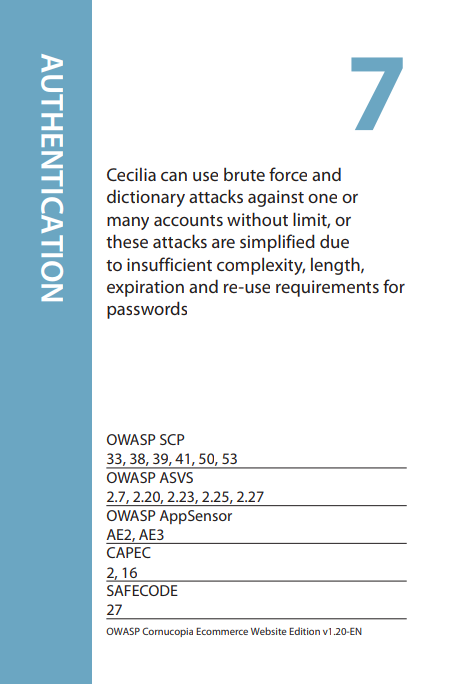 AUTHENTICATION
7
Cecilia can use brute force and
dictionary attacks against one or
many accounts without limit, or
these attacks are simplified due
to insufficient complexity, length,
expiration and re-use requirements for
passwords
OWASP SCP
33, 38, 39, 41, 50, 53
OWASP ASVS
2.7, 2.20, 2.23, 2.25, 2.27
OWASP AppSensor
AE2, AE3
CAPEC
2, 16
SAFECODE
27
OWASP Cornucopia Ecommerce Website Edition v1.20-EN